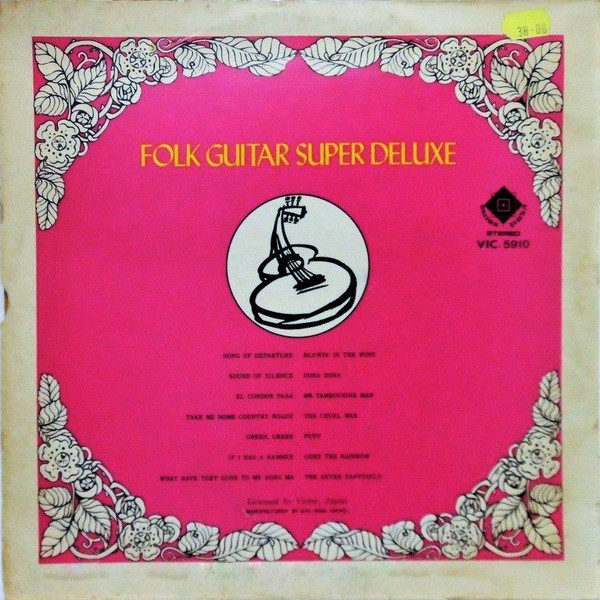 38-00
FOLK GUITAR SUPER DELUXE
STEREO
VIC. 5910
SONG OF DEPARTURE BLOWIN' IN THE WIND
SOUND OF SILENCE DONA DONA
EL CONDOR PASA MR TAMBOURINE MAN
TAKE ME HOME COUNTRY ROADS THE CRUEL WAR
GREEN, GREEN PUFF
IF I HAD A HAMMER GONE THE RAINBOW
WHAT HAVE THEY DONE TO MY SONG MA THE SEVEN DAFFODILS
Licensed by Victor, Japan
MANUFACTURED BY